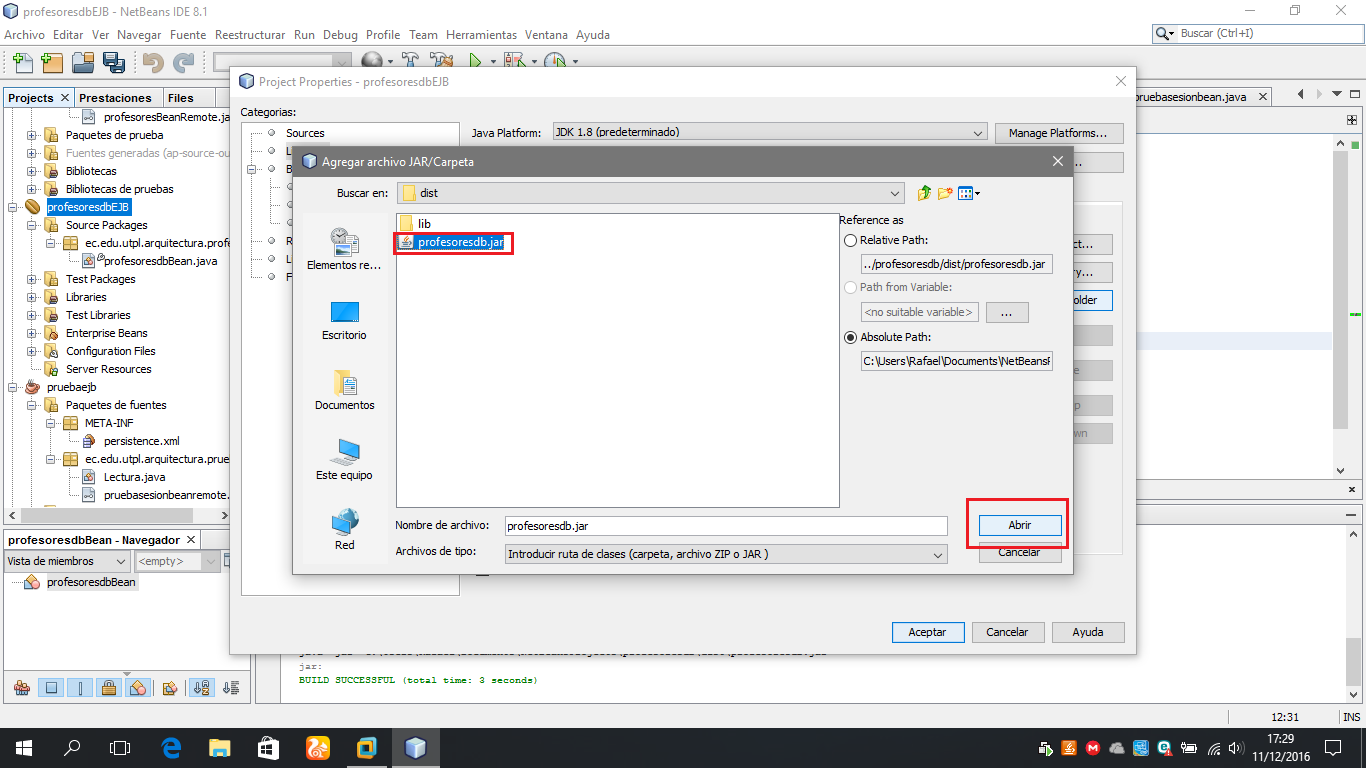 profesoresdbEJB - NetBeans IDE 8.1
Archivo Editar Ver Navegar Fuente Reestructurar Run Debug Profile Team Herramientas Ventana Ayuda
Buscar (Ctrl+I)
Projects Prestaciones Files
profesoresBeanRemote.ja
Paquetes de prueba
Fuentes generadas (ap-source-ou
Bibliotecas
Bibliotecas de pruebas
profesoresdbEJB
Source Packages
ec.edu.utpl.arquitectura.profe
profesoresdbBean.java
Test Packages
Libraries
Test Libraries
Enterprise Beans
Configuration Files
Server Resources
pruebaejb
Paquetes de fuentes
META-INF
persistence.xml
ec.edu.utpl.arquitectura.prue
Lectura.java
pruebasesionbeanremote.
profesoresdbBean - Navegador
Vista de miembros <empty>
profesoresdbBean
pruebasesionbean.java
Project Properties - profesoresdbEJB
Categorias:
Sources
Java Platform: JDK 1.8 (predeterminado) Manage Platforms...
Agregar archivo JAR/Carpeta
Buscar en: dist
lib
profesoresdb.jar
Elementos re...
Escritorio
Documentos
Este equipo
Red
Reference as
Relative Path:
../profesoresdb/dist/profesoresdb.jar
Path from Variable:
<no suitable variable> ...
Absolute Path:
C:\Users\Rafael\Documents\NetBeansP
Nombre de archivo: profesoresdb.jar Abrir
Archivos de tipo: Introducir ruta de clases (carpeta, archivo ZIP o JAR ) Cancelar
Aceptar Cancelar Ayuda
jar:
BUILD SUCCESSFUL (total time: 3 seconds)
12:31 INS
17:29
11/12/2016